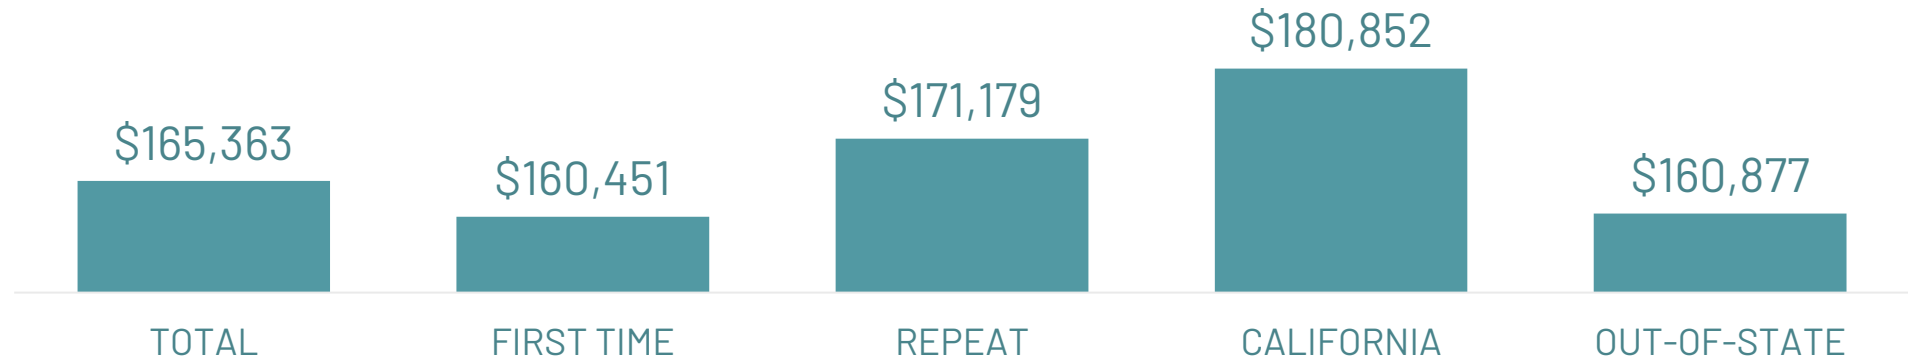 $165,363
$160,451
$171,179
$180,852
$160,877
TOTAL
FIRST TIME
REPEAT
CALIFORNIA
OUT-OF-STATE